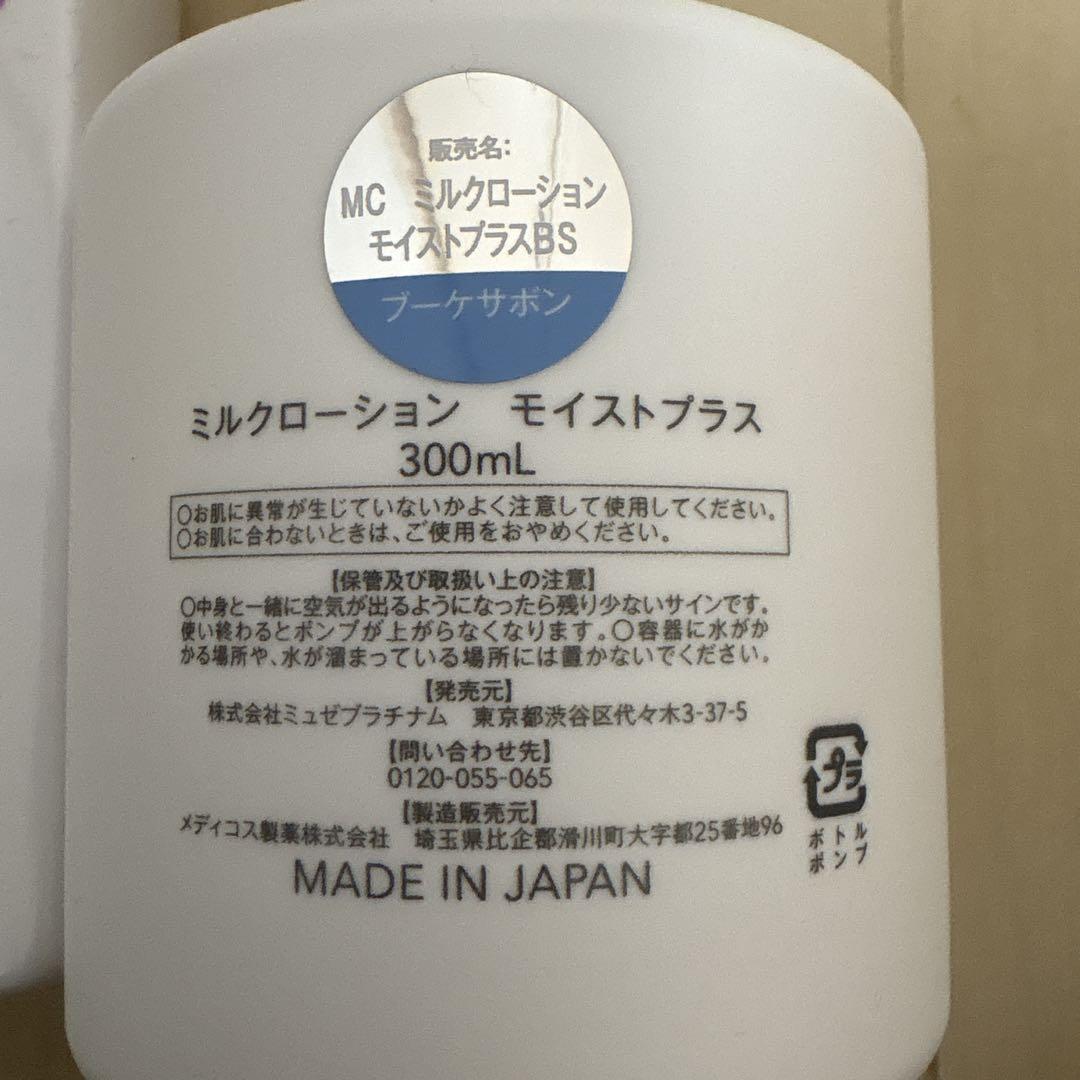 販売名:
MC ミルクローション
モイストプラスBS
ブーケサボン
ミルクローション モイストプラス
300mL
○お肌に異常が生じていないかよく注意して使用してください。
○お肌に合わないときは、ご使用をおやめください。
【保管及び取扱い上の注意】
○中身と一緒に空気が出るようになったら残り少ないサインです。
使い終わるとポンプが上がらなくなります。○容器に水がか
かる場所や、水が溜まっている場所には置かないでください。
【発売元】
株式会社ミュゼプラチナム 東京都渋谷区代々木3-37-5
【問い合わせ先】
0120-055-065
【製造販売元】
メディコス製薬株式会社 埼玉県比企郡滑川町大字都25番地96
MADE IN JAPAN
プラ
ボトル
ポンプ